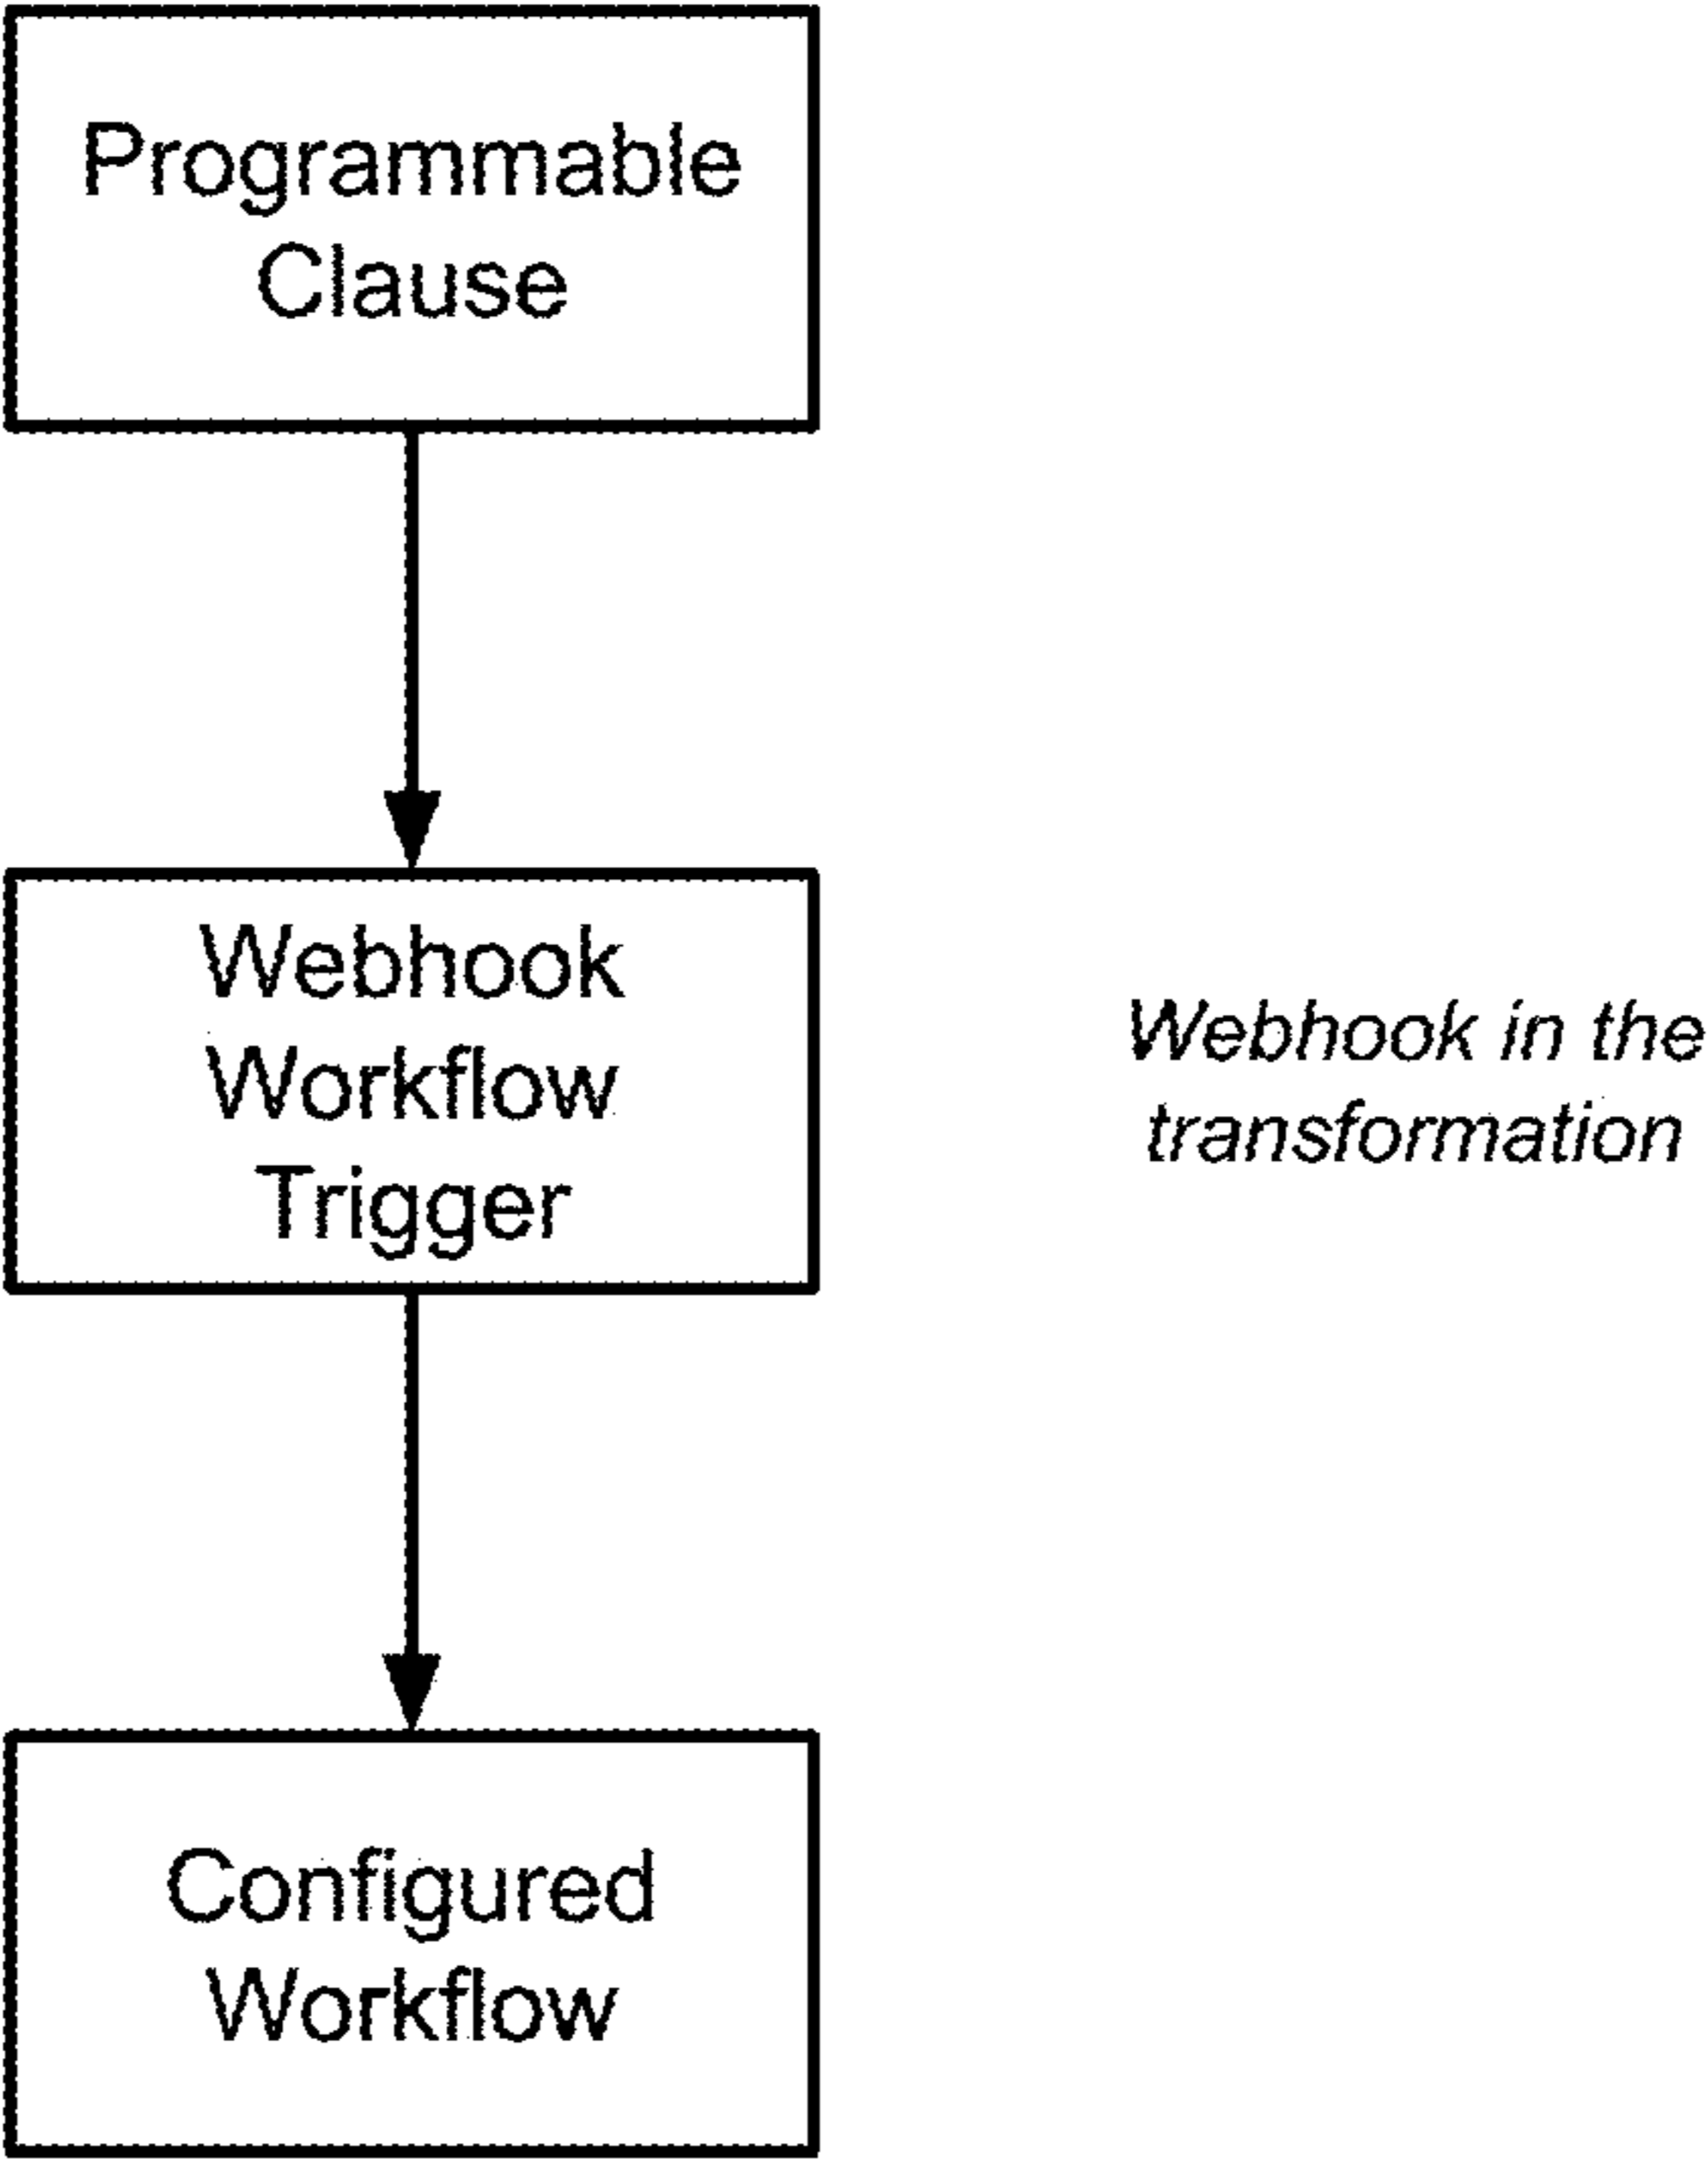 Programmable
Clause
Webhook
Workflow
Trigger
Webhook in the
transformation
Configured
Workflow